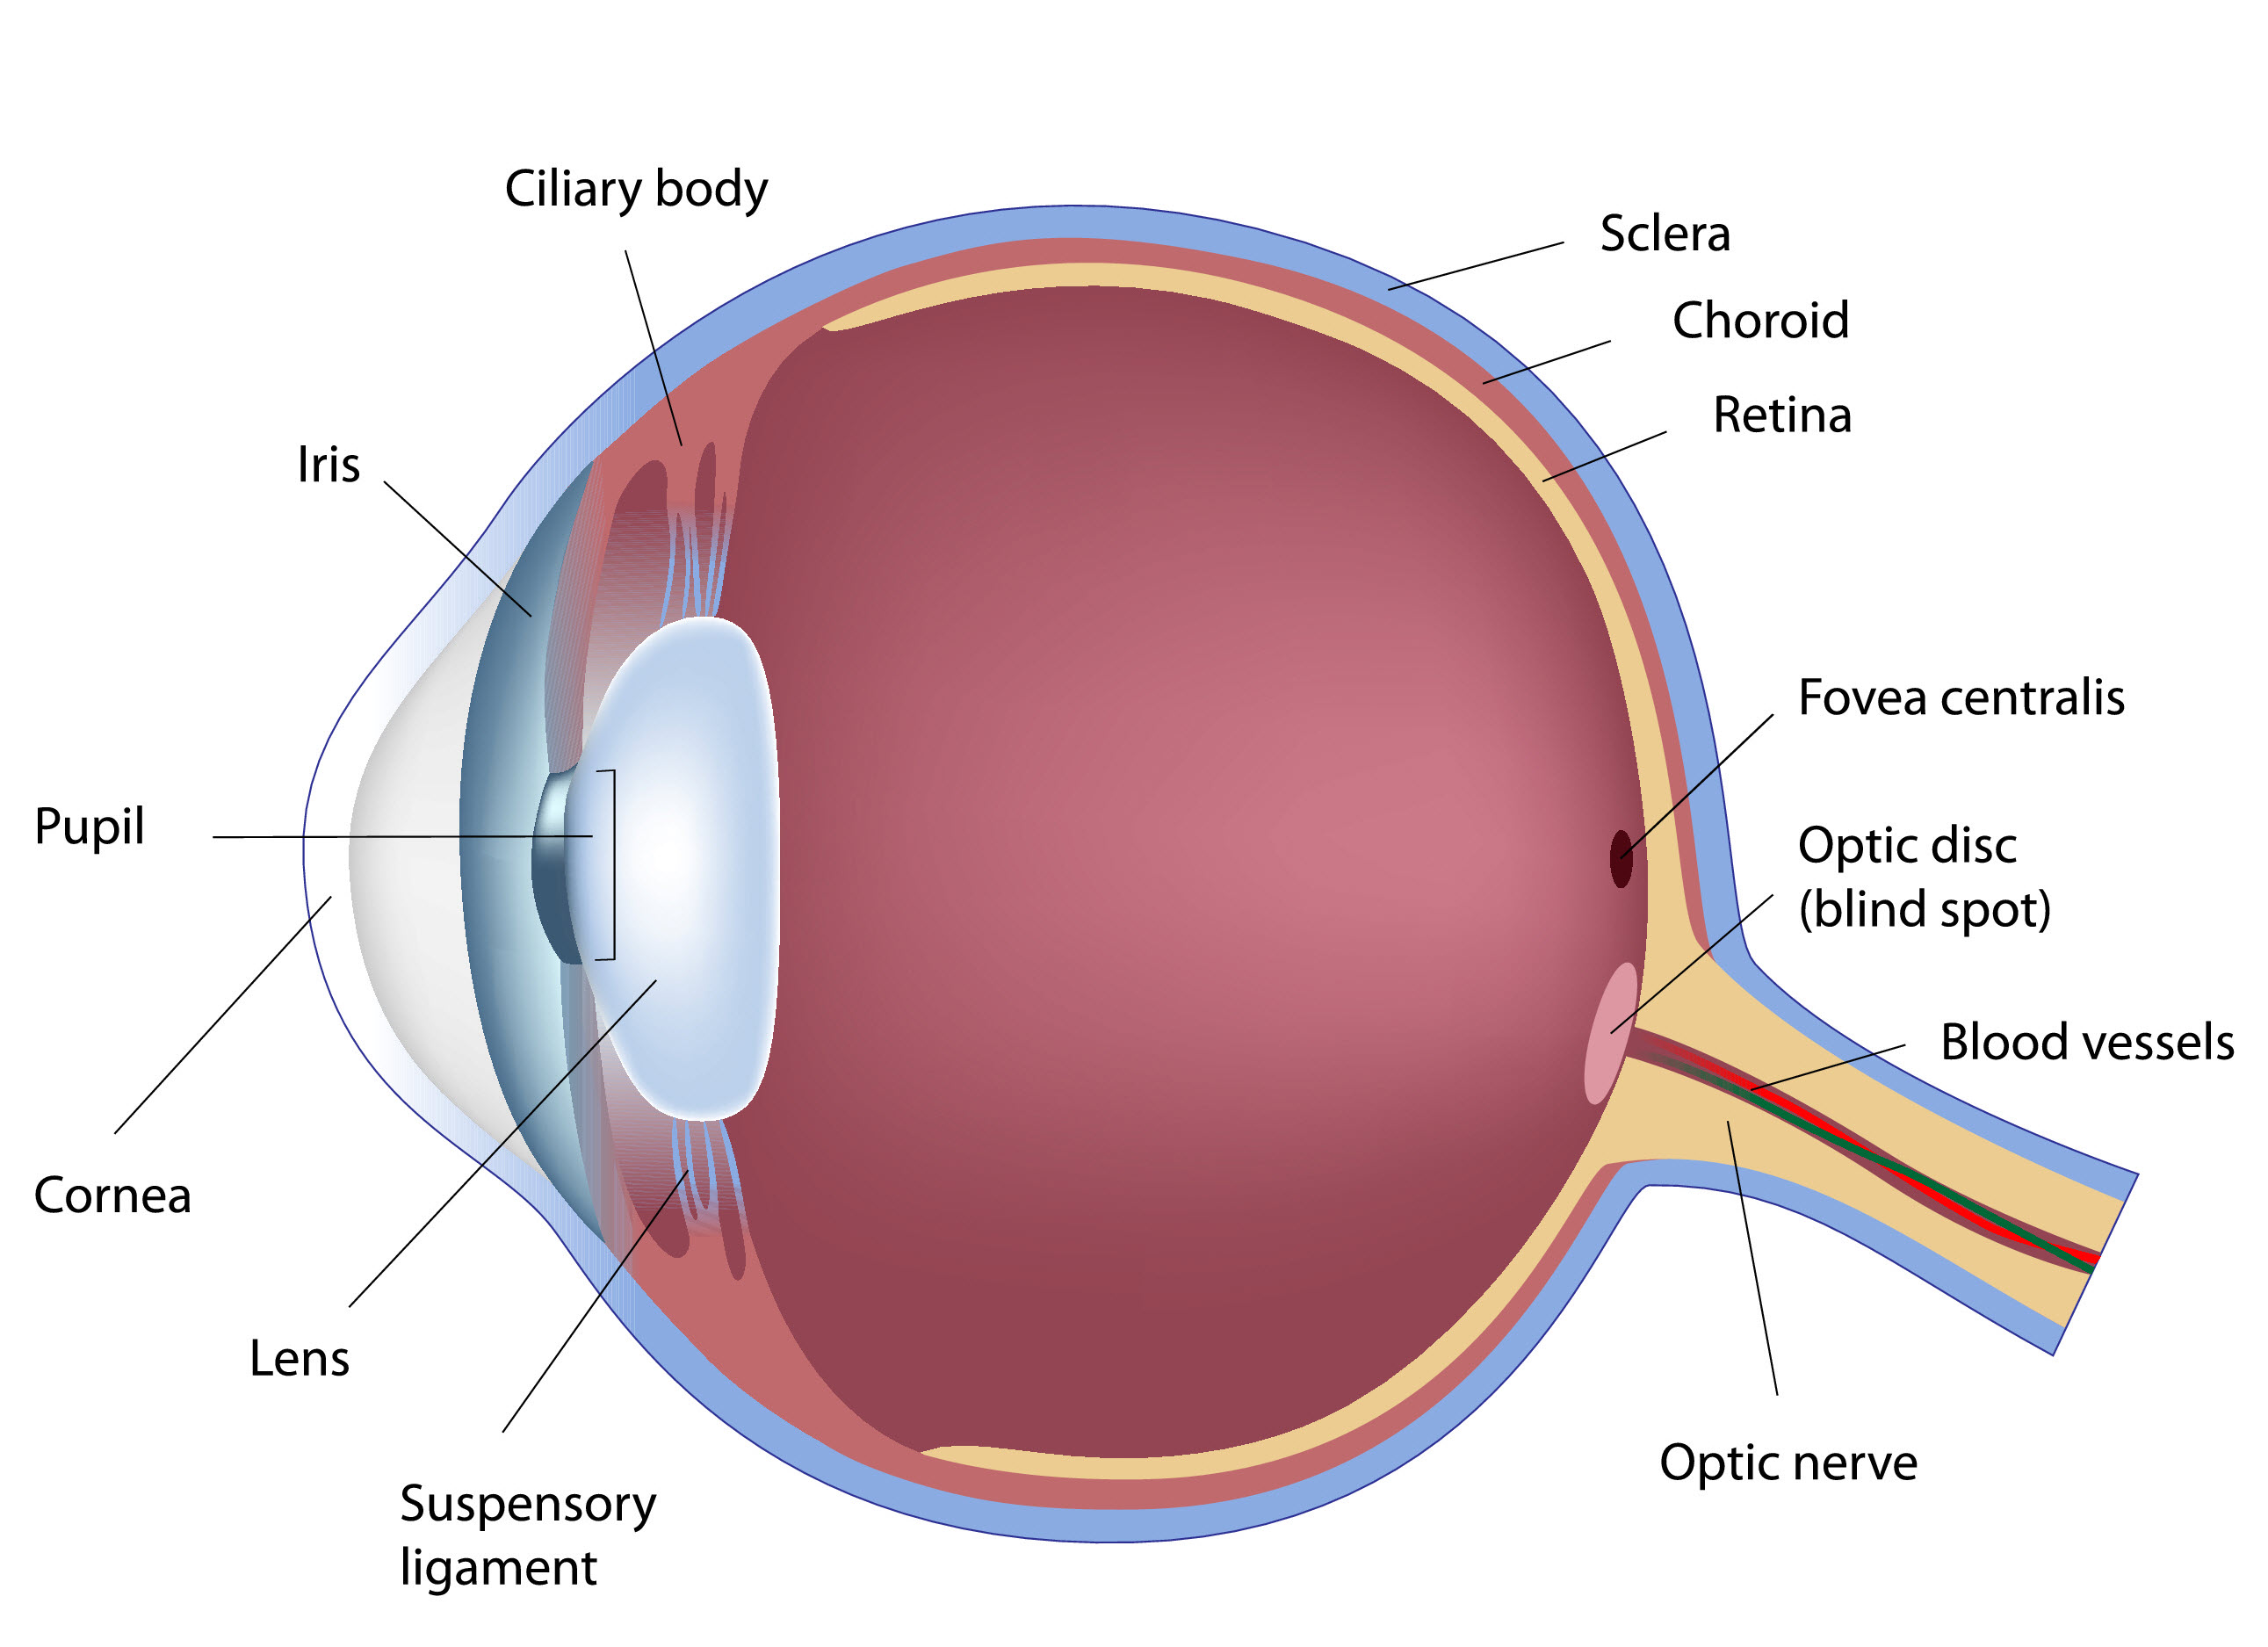 Ciliary body
Sclera
Choroid
Retina
Iris
Fovea centralis
Pupil
Optic disc
(blind spot)
Blood vessels
Cornea
Lens
Optic nerve
Suspensory
ligament